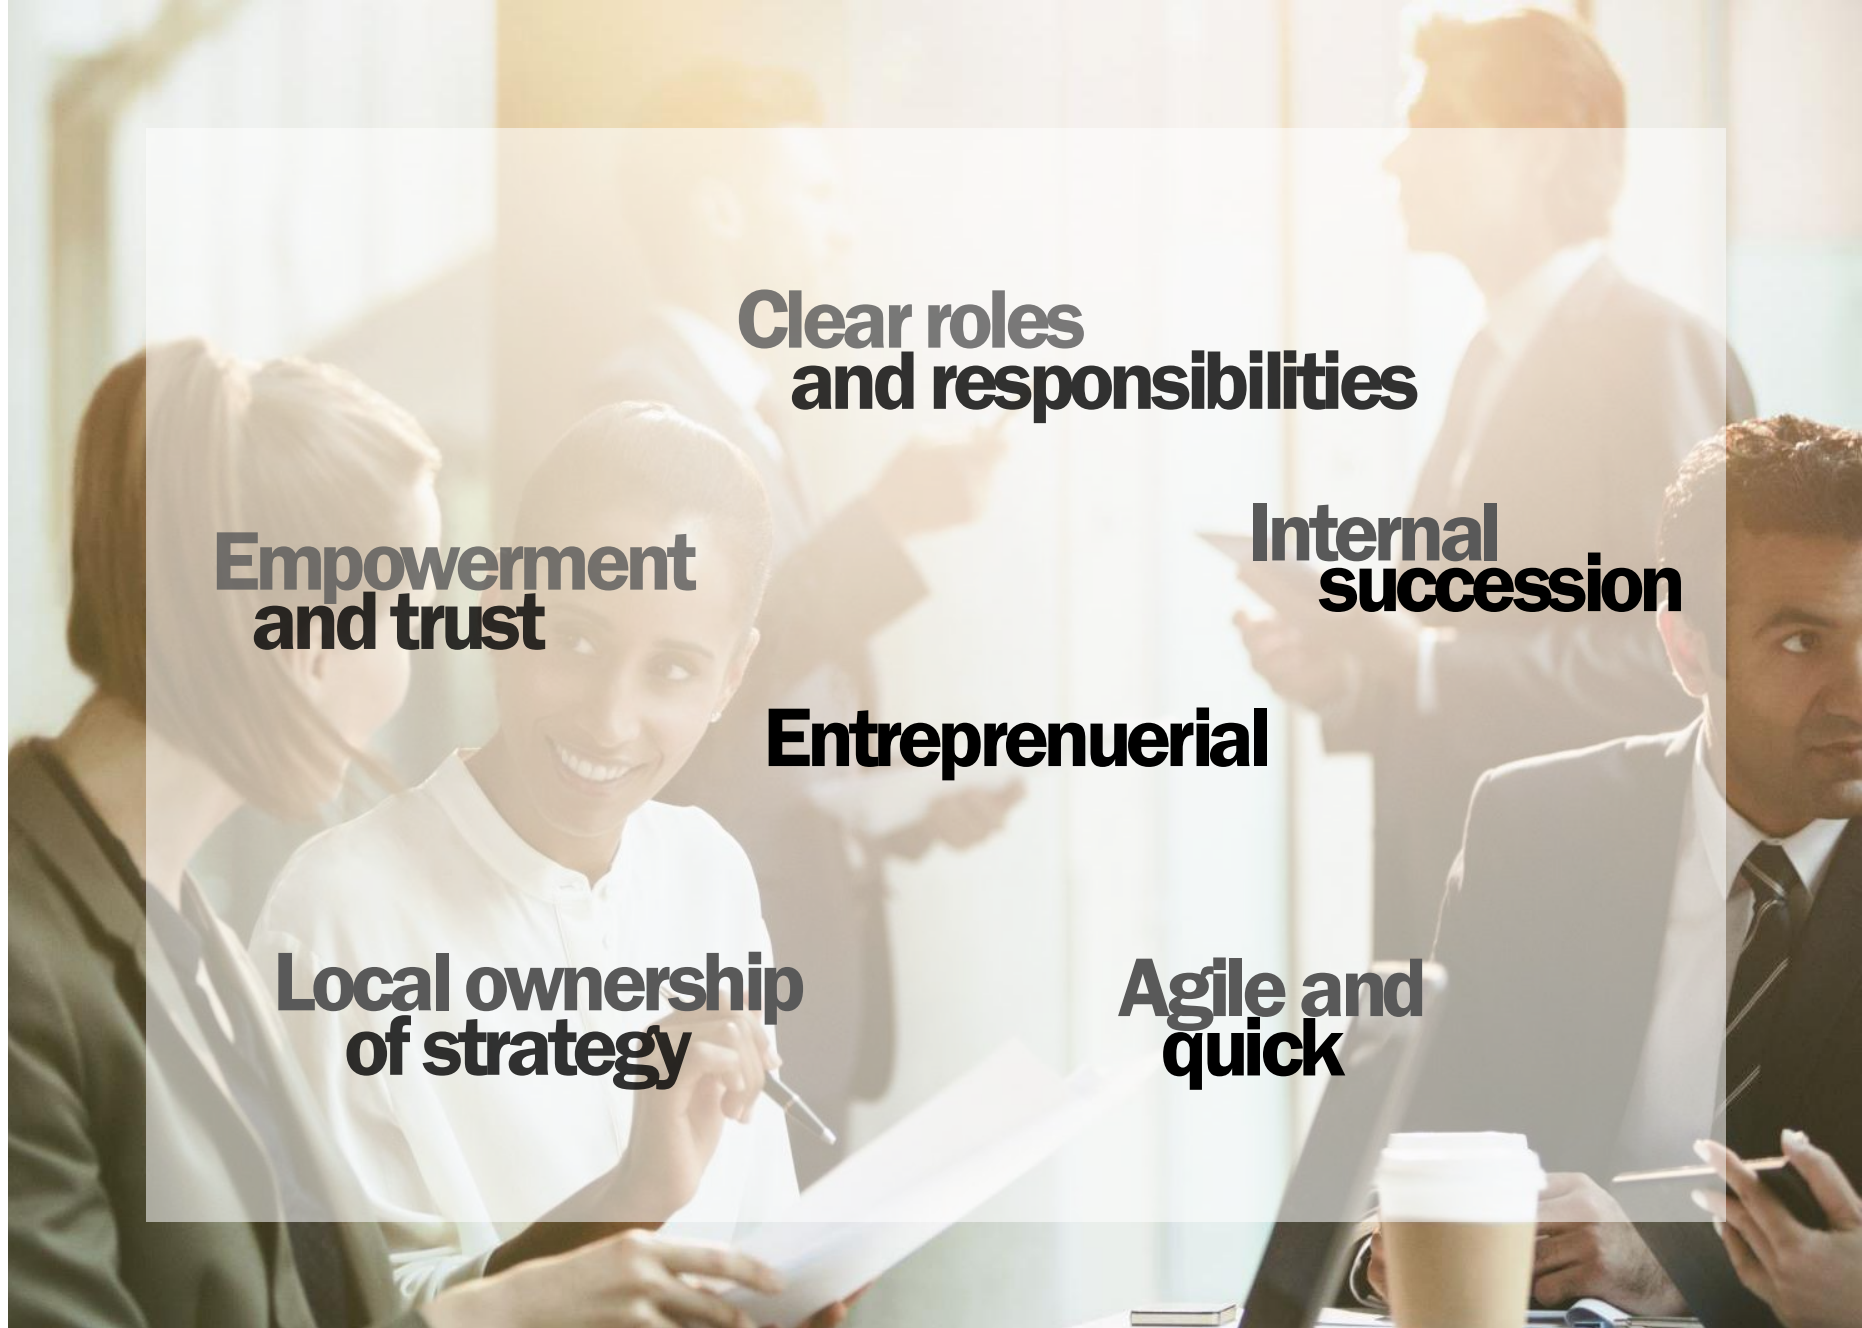 Clear roles
and responsibilities
Internal
succession
Empowerment
and trust
Entreprenuerial
Local ownership
of strategy
Agile and
quick